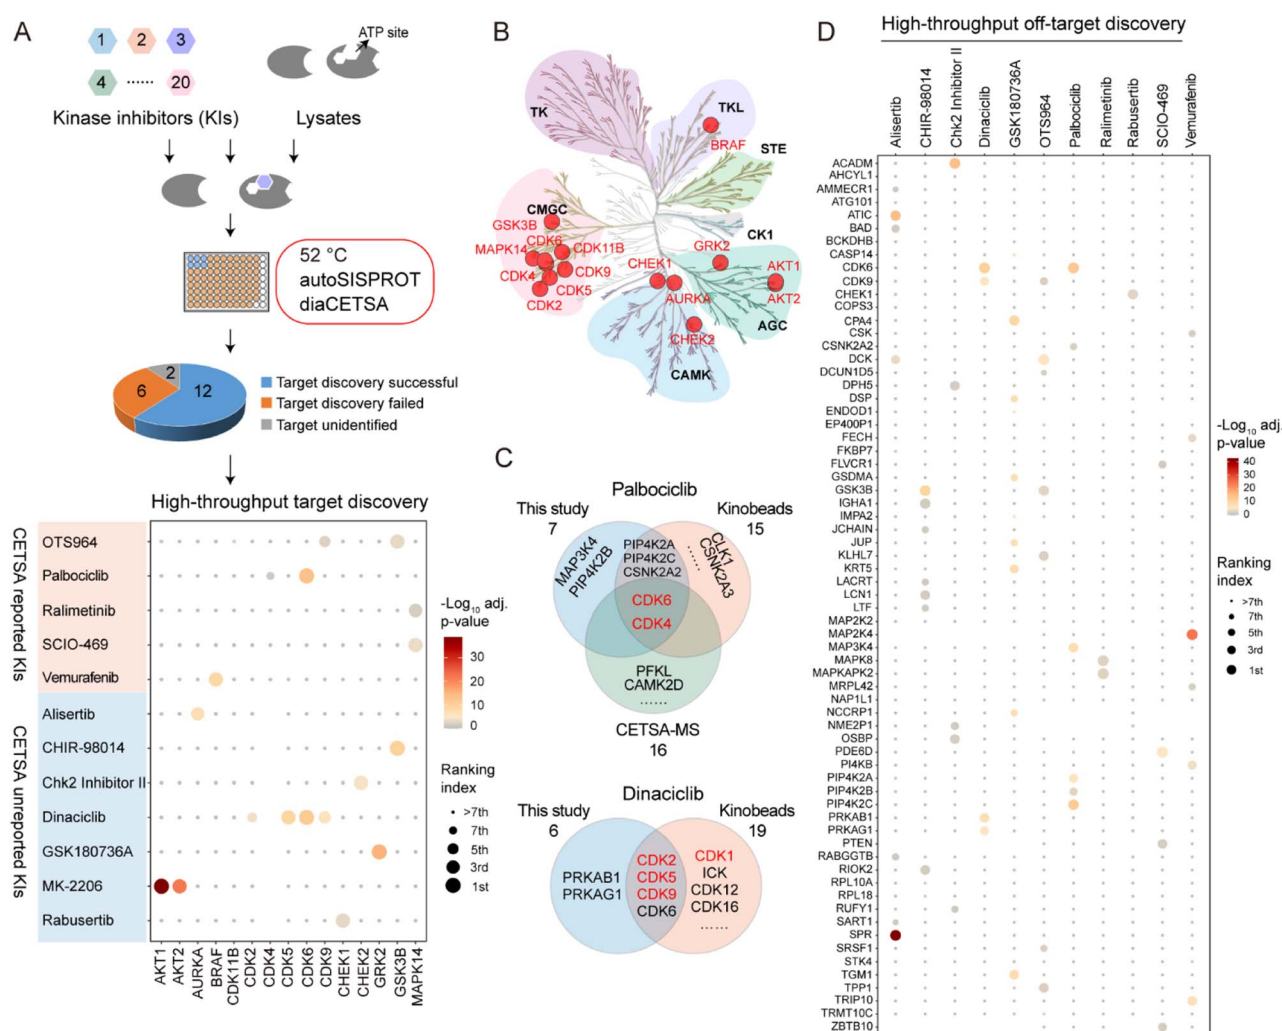 A
1
2
3
4
......
20
Kinase inhibitors (KIs)
ATP site
Lysates
52 °C
autoSISPROT
diaCETSA
2
6
12
Target discovery successful
Target discovery failed
Target unidentified
High-throughput target discovery
CETSA reported KIs
CETSA unreported KIs
OTS964
Palbociclib
Ralimetinib
SCIO-469
Vemurafenib
Alisertib
CHIR-98014
Chk2 Inhibitor II
Dinaciclib
GSK180736A
MK-2206
Rabusertib
AKT1
AKT2
AURKA
BRAF
CDK11B
CDK2
CDK4
CDK5
CDK6
CDK9
CHEK1
CHEK2
GRK2
GSK3B
MAPK14
-Log10 adj.
p-value
30
20
10
0
Ranking
index
>7th
7th
5th
3rd
1st
B
TK
TKL
BRAF
STE
CMGC
GSK3B
CDK6
MAPK14
CDK11B
CDK4
CDK9
CDK5
CDK2
CK1
GRK2
CHEK1
AKT1
AURKA
AKT2
AGC
CHEK2
CAMK
C
Palbociclib
This study
7
Kinobeads
15
MAP3K4
PIP4K2B
PIP4K2A
PIP4K2C
CSNK2A2
CLK1
CSNK2A3
......
CDK6
CDK4
PFKL
CAMK2D
......
CETSA-MS
16
Dinaciclib
This study
6
Kinobeads
19
PRKAB1
PRKAG1
CDK2
CDK5
CDK9
CDK6
CDK1
ICK
CDK12
CDK16
......
D
High-throughput off-target discovery
Alisertib
CHIR-98014
Chk2 Inhibitor II
Dinaciclib
GSK180736A
OTS964
Palbociclib
Ralimetinib
Rabusertib
SCIO-469
Vemurafenib
ACADM
AHCYL1
AMMECR1
ATG101
ATIC
BAD
BCKDHB
CASP14
CDK6
CDK9
CHEK1
COPS3
CPA4
CSK
CSNK2A2
DCK
DCUN1D5
DPH5
DSP
ENDOD1
EP400P1
FECH
FKBP7
FLVCR1
GSDMA
GSK3B
IGHA1
IMPA2
JCHAIN
JUP
KLHL7
KRT5
LACRT
LCN1
LTF
MAP2K2
MAP2K4
MAP3K4
MAPK8
MAPKAPK2
MRPL42
NAP1L1
NCCRP1
NME2P1
OSBP
PDE6D
PI4KB
PIP4K2A
PIP4K2B
PIP4K2C
PRKAB1
PRKAG1
PTEN
RABGGTB
RIOK2
RPL10A
RPL18
RUFY1
SART1
SPR
SRSF1
STK4
TGM1
TPP1
TRIP10
TRMT10C
ZBTB10
-Log10 adj.
p-value
40
30
20
10
0
Ranking
index
>7th
7th
5th
3rd
1st